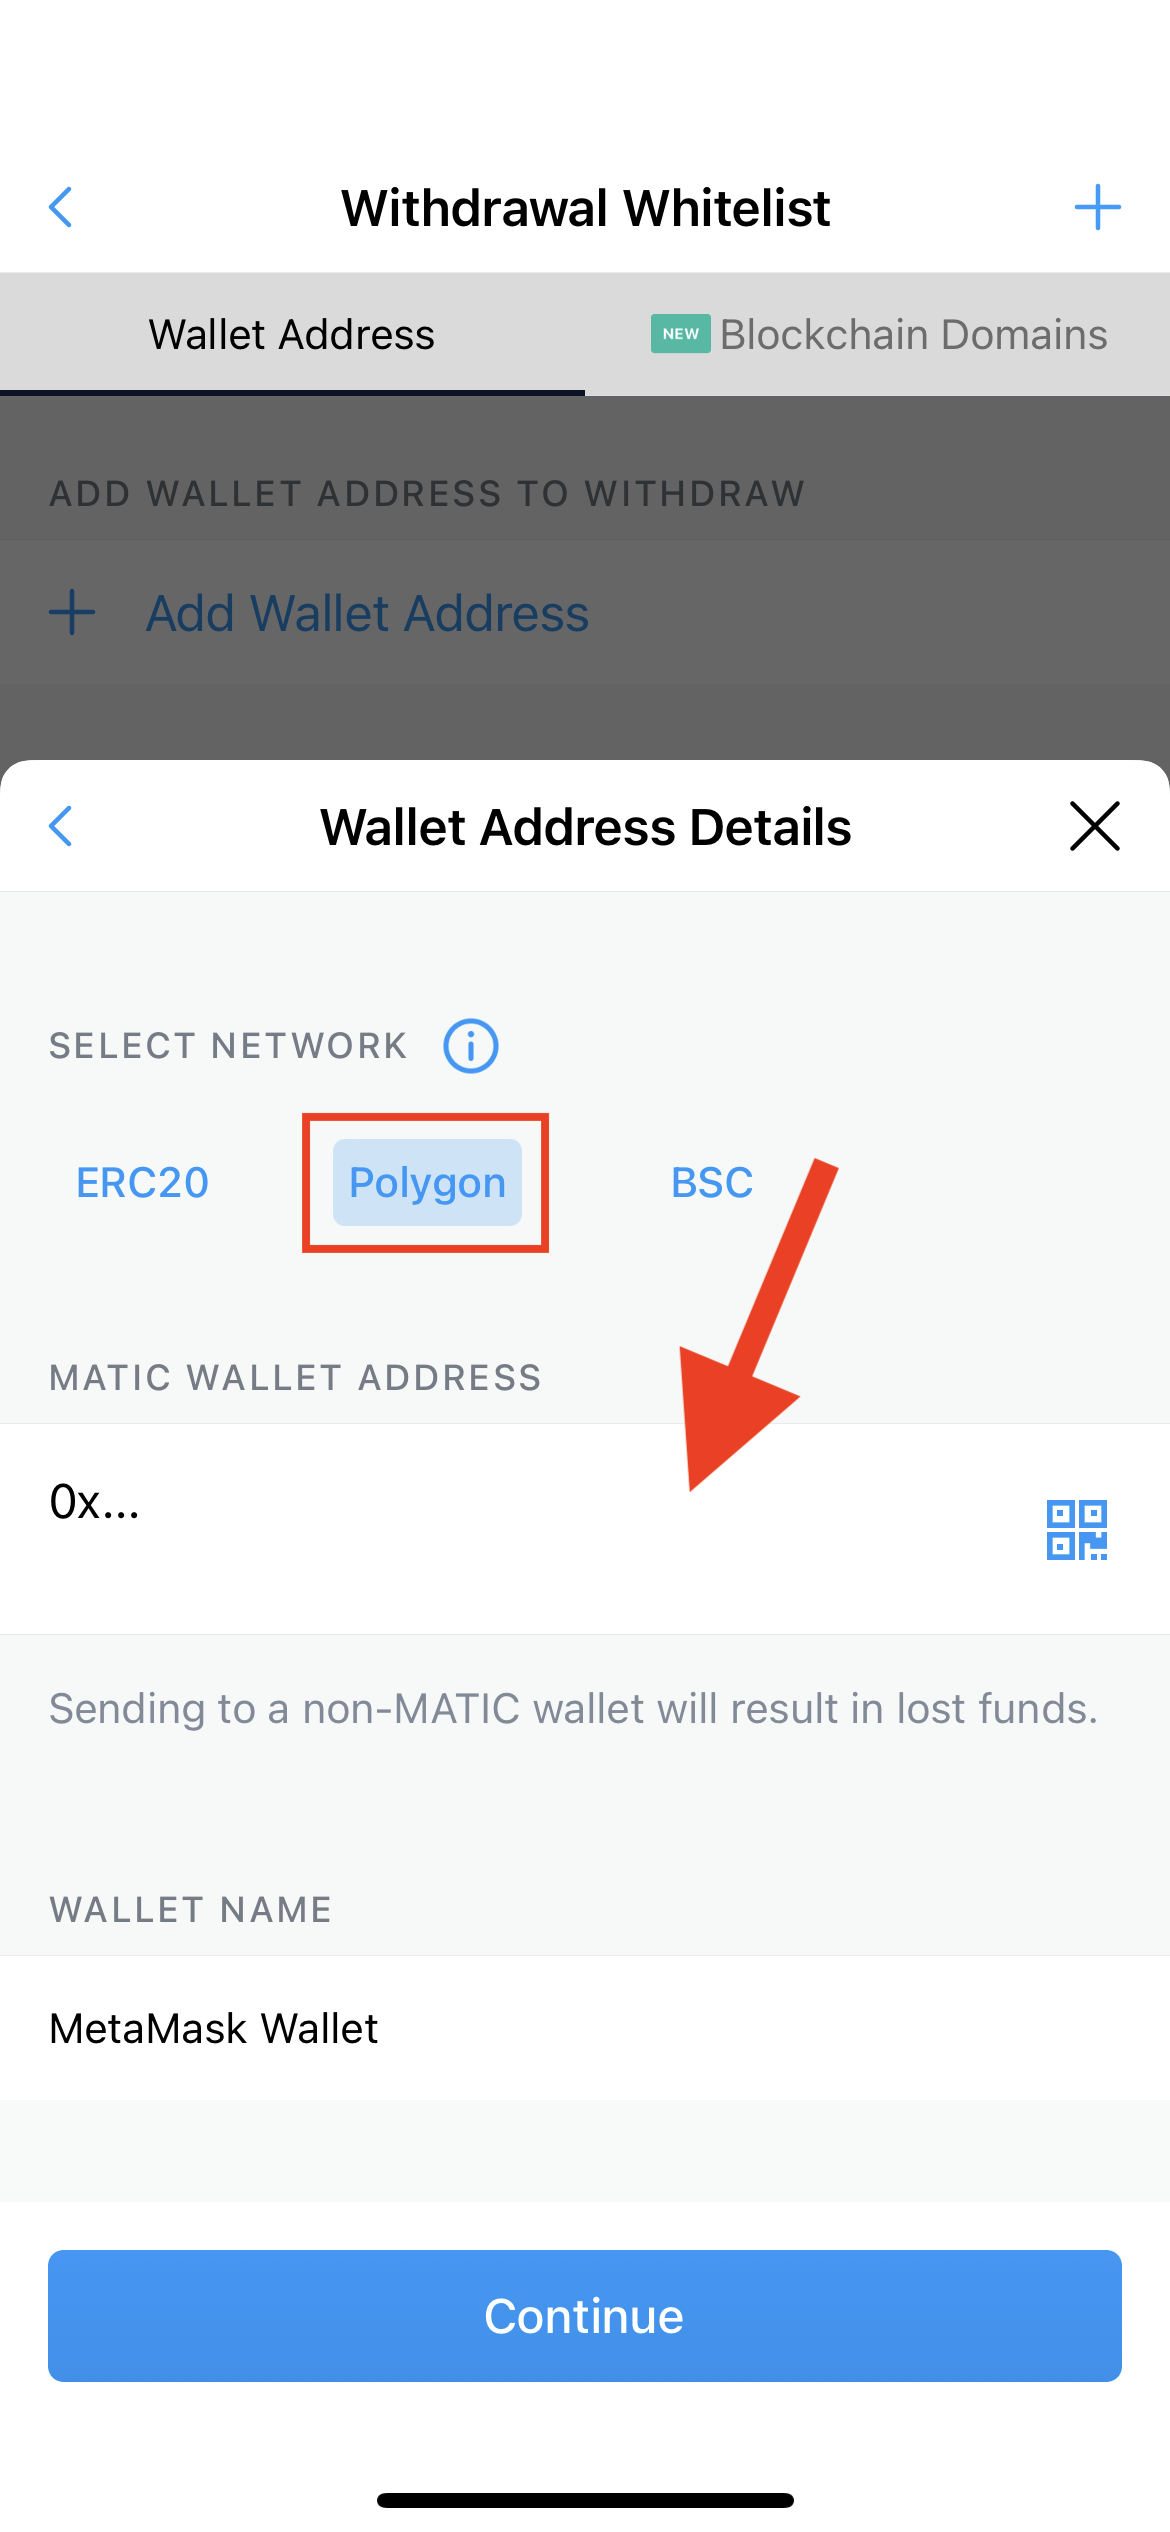 Withdrawal Whitelist
Wallet Address
NEW Blockchain Domains
ADD WALLET ADDRESS TO WITHDRAW
Add Wallet Address
Wallet Address Details
SELECT NETWORK
ERC20 Polygon BSC
MATIC WALLET ADDRESS
0x...
Sending to a non-MATIC wallet will result in lost funds.
WALLET NAME
MetaMask Wallet
Continue